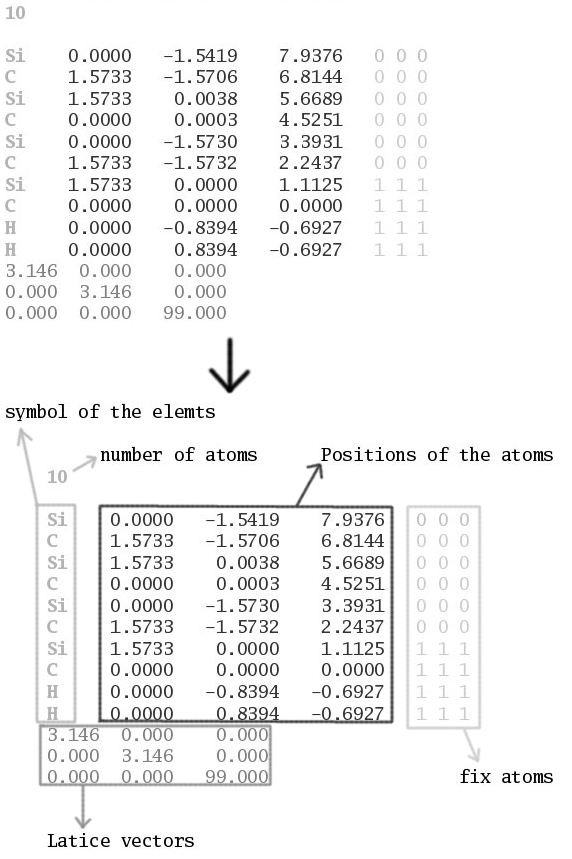 10
Si 0.0000 −1.5419 7.9376 0 0 0
C 1.5733 −1.5706 6.8144 0 0 0
Si 1.5733 0.0038 5.6689 0 0 0
C 0.0000 0.0003 4.5251 0 0 0
Si 0.0000 −1.5730 3.3931 0 0 0
C 1.5733 −1.5732 2.2437 0 0 0
Si 1.5733 0.0000 1.1125 1 1 1
C 0.0000 0.0000 0.0000 1 1 1
H 0.0000 −0.8394 −0.6927 1 1 1
H 0.0000 0.8394 −0.6927 1 1 1
3.146 0.000 0.000
0.000 3.146 0.000
0.000 0.000 99.000
symbol of the elemts
number of atoms
Positions of the atoms
10
Si 0.0000 −1.5419 7.9376 0 0 0
C 1.5733 −1.5706 6.8144 0 0 0
Si 1.5733 0.0038 5.6689 0 0 0
C 0.0000 0.0003 4.5251 0 0 0
Si 0.0000 −1.5730 3.3931 0 0 0
C 1.5733 −1.5732 2.2437 0 0 0
Si 1.5733 0.0000 1.1125 1 1 1
C 0.0000 0.0000 0.0000 1 1 1
H 0.0000 −0.8394 −0.6927 1 1 1
H 0.0000 0.8394 −0.6927 1 1 1
3.146 0.000 0.000
0.000 3.146 0.000
0.000 0.000 99.000
fix atoms
Latice vectors